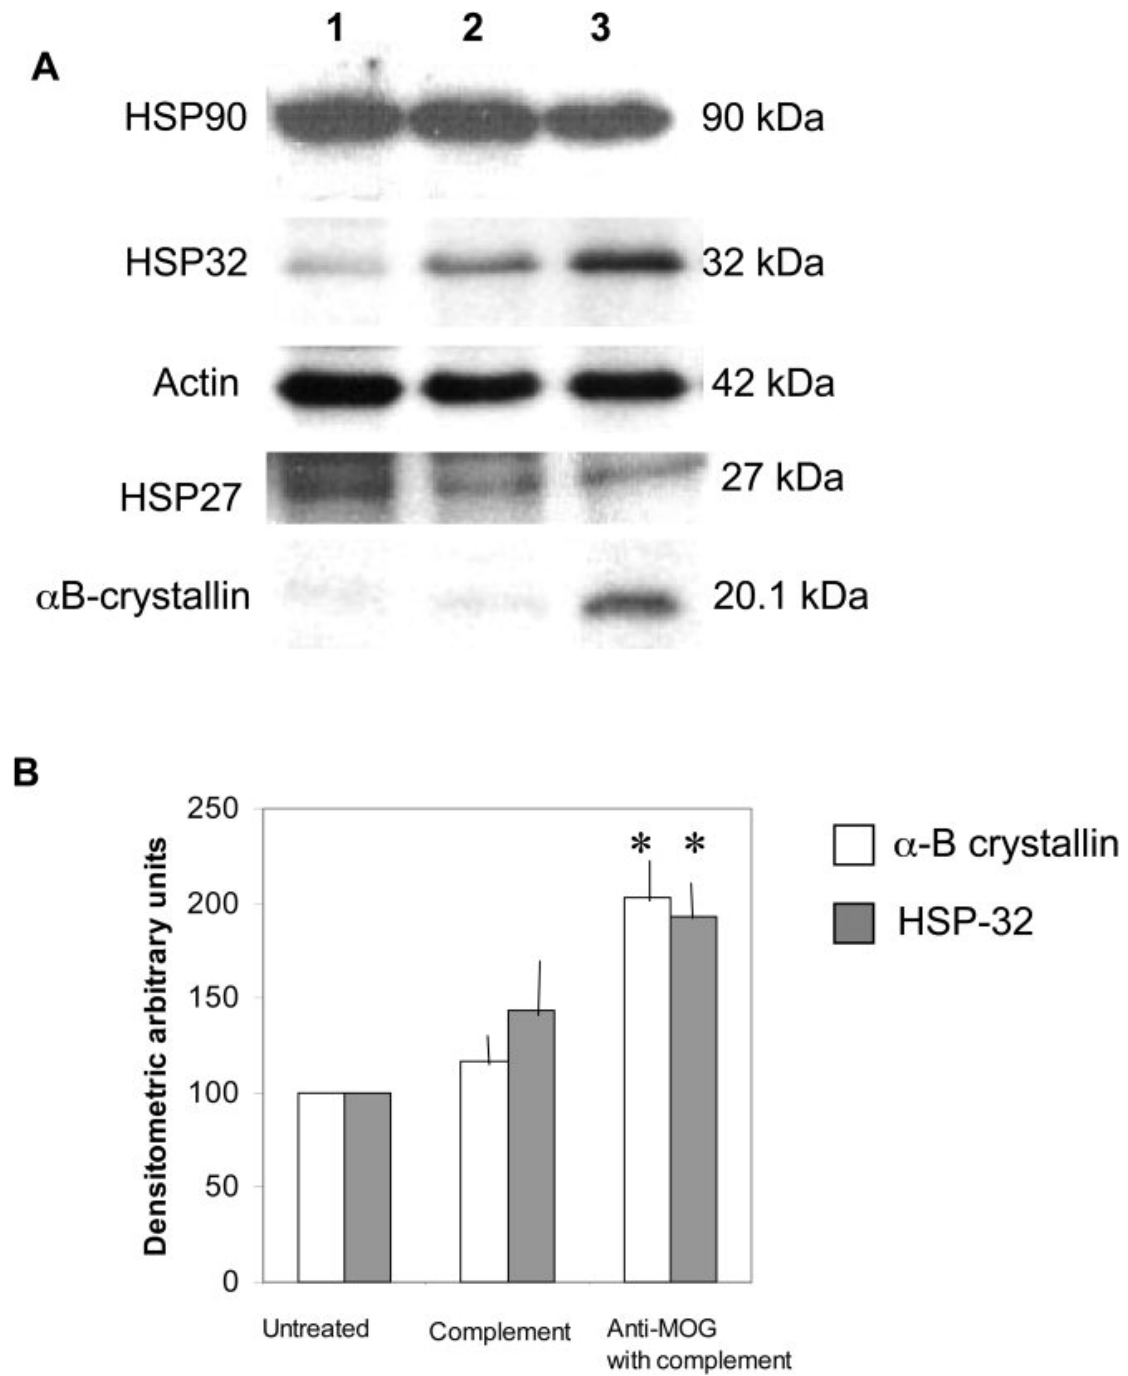 1 2 3
A
HSP90 90 kDa
HSP32 32 kDa
Actin 42 kDa
HSP27 27 kDa
αB-crystallin 20.1 kDa
B
Densitometric arbitrary units
250
200
150
100
50
0
* *
Untreated
Complement
Anti-MOG
with complement
α-B crystallin
HSP-32